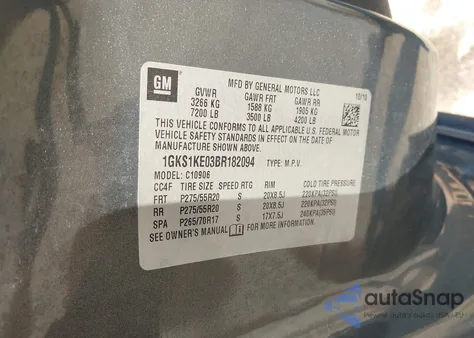 GM
MFD BY GENERAL MOTORS LLC
10/10
GVWR GAWR FRT GAWR RR
3266 KG 1588 KG 1905 KG
7200 LB 3500 LB 4200 LB
THIS VEHICLE CONFORMS TO ALL APPLICABLE U.S. FEDERAL MOTOR
VEHICLE SAFETY STANDARDS IN EFFECT ON THE DATE OF
MANUFACTURE SHOWN ABOVE.
1GKS1KE03BR182094 TYPE: M.P.V.
MODEL: C10906
CC4F TIRE SIZE SPEED RTG RIM COLD TIRE PRESSURE
FRT P275/55R20 S 20X8.5J 220KPA(32PSI)
RR P275/55R20 S 20X8.5J 220KPA(32PSI)
SPA P265/70R17 S 17X7.5J 240KPA(35PSI)
SEE OWNER'S MANUAL FOR MORE INFORMATION.
autaSnap